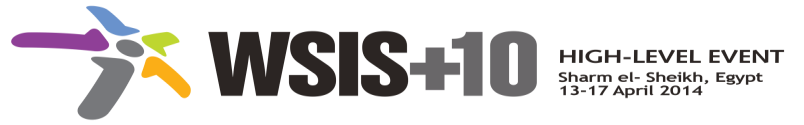 WSIS+10
HIGH-LEVEL EVENT
Sharm el- Sheikh, Egypt
13-17 April 2014